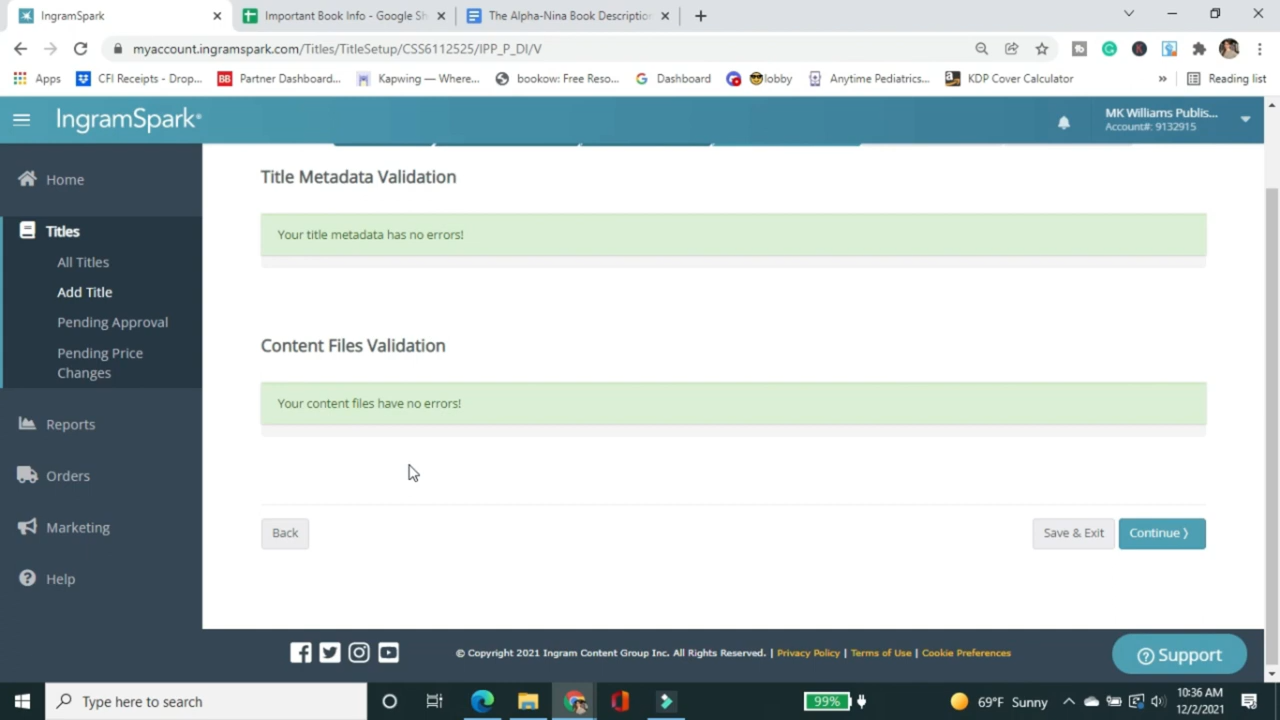 IngramSpark
Important Book Info - Google Sh
The Alpha-Nina Book Description
myaccount.ingramspark.com/Titles/TitleSetup/CSS6112525/IPP_P_DI/V
Apps
CFI Receipts - Drop...
BB
Partner Dashboard...
Kapwing — Where...
bookow: Free Reso...
Dashboard
lobby
Anytime Pediatrics...
KDP Cover Calculator
»
Reading list
IngramSpark®
MK Williams Publis...
Account#: 9132915
Home
Titles
All Titles
Add Title
Pending Approval
Pending Price
Changes
Reports
Orders
Marketing
Help
Title Metadata Validation
Your title metadata has no errors!
Content Files Validation
Your content files have no errors!
Back
Save & Exit
Continue ⟩
© Copyright 2021 Ingram Content Group Inc. All Rights Reserved. | Privacy Policy | Terms of Use | Cookie Preferences
Support
Type here to search
99%
69°F Sunny
10:36 AM
12/2/2021